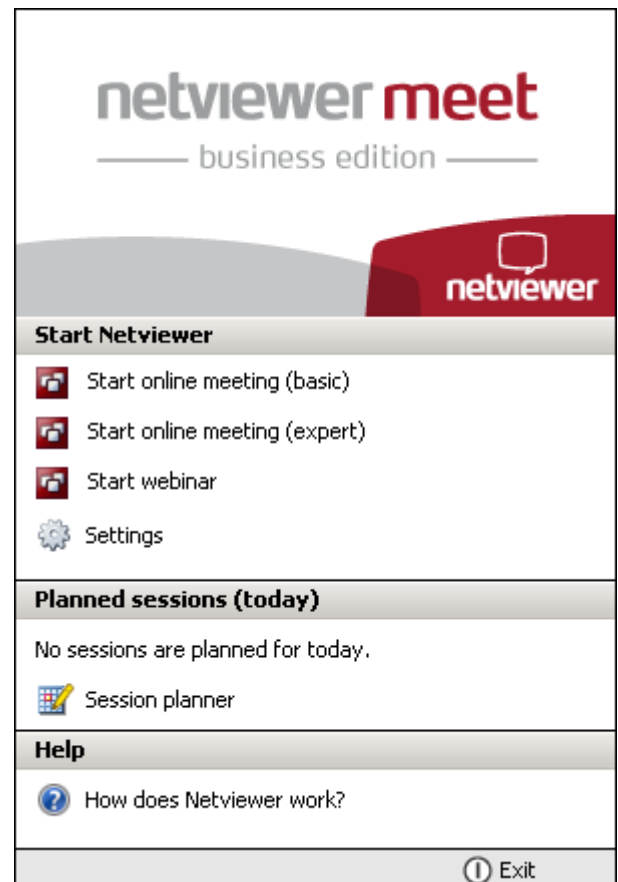 netviewer meet
business edition
netviewer
Start Netviewer
Start online meeting (basic)
Start online meeting (expert)
Start webinar
Settings
Planned sessions (today)
No sessions are planned for today.
Session planner
Help
How does Netviewer work?
Exit